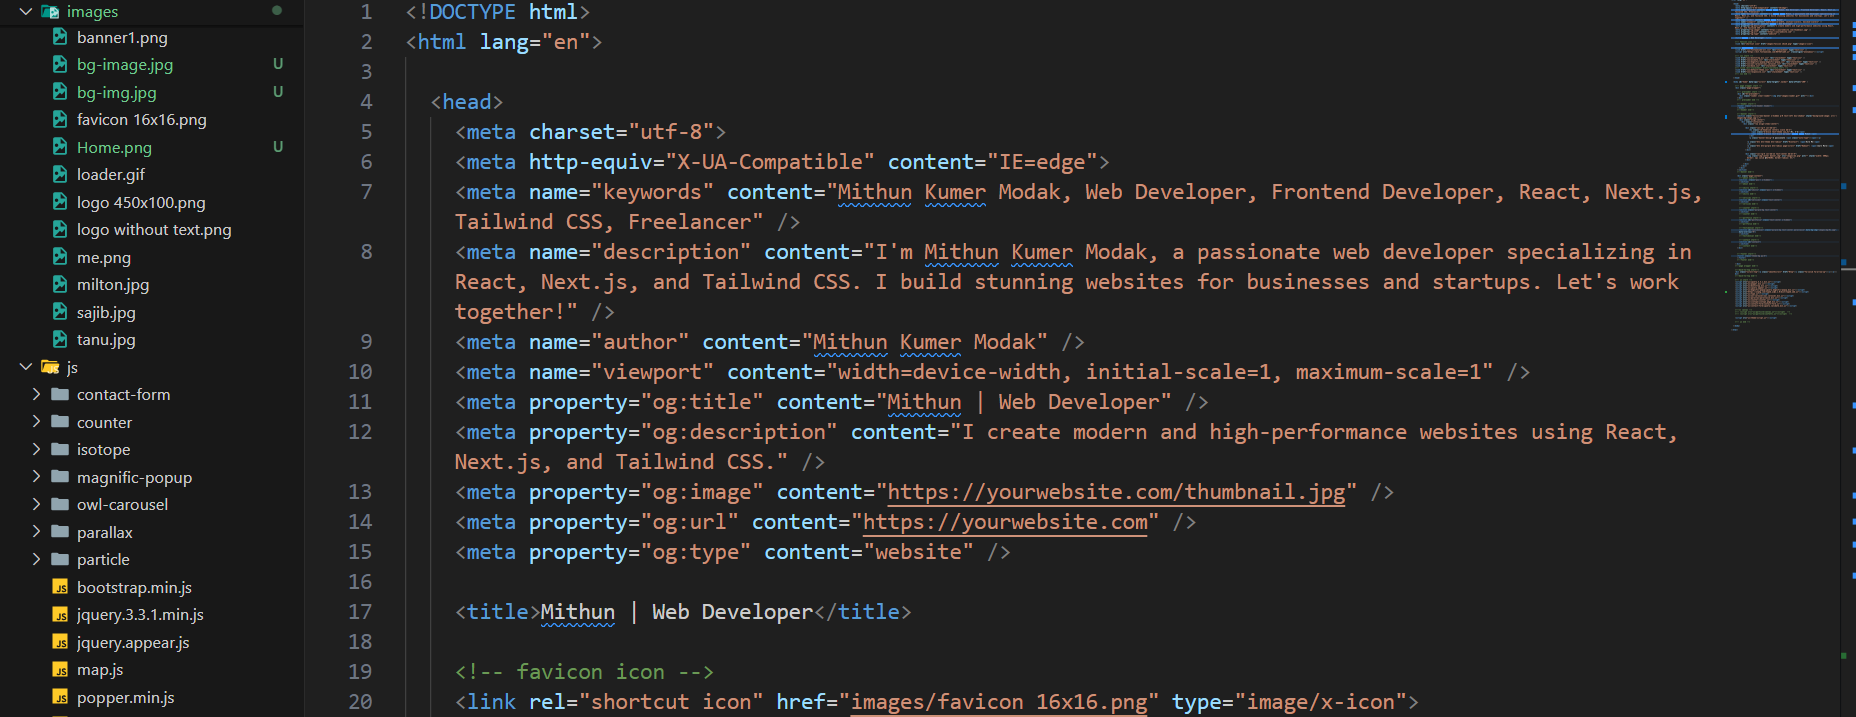 images
banner1.png
bg-image.jpg U
bg-img.jpg U
favicon 16x16.png
Home.png U
loader.gif
logo 450x100.png
logo without text.png
me.png
milton.jpg
sajib.jpg
tanu.jpg
js
contact-form
counter
isotope
magnific-popup
owl-carousel
parallax
particle
JS bootstrap.min.js
JS jquery.3.3.1.min.js
JS jquery.appear.js
JS map.js
JS popper.min.js
1 <!DOCTYPE html>
2 <html lang="en">
3
4 <head>
5 <meta charset="utf-8">
6 <meta http-equiv="X-UA-Compatible" content="IE=edge">
7 <meta name="keywords" content="Mithun Kumer Modak, Web Developer, Frontend Developer, React, Next.js,
Tailwind CSS, Freelancer" />
8 <meta name="description" content="I'm Mithun Kumer Modak, a passionate web developer specializing in
React, Next.js, and Tailwind CSS. I build stunning websites for businesses and startups. Let's work
together!" />
9 <meta name="author" content="Mithun Kumer Modak" />
10 <meta name="viewport" content="width=device-width, initial-scale=1, maximum-scale=1" />
11 <meta property="og:title" content="Mithun | Web Developer" />
12 <meta property="og:description" content="I create modern and high-performance websites using React,
Next.js, and Tailwind CSS." />
13 <meta property="og:image" content="https://yourwebsite.com/thumbnail.jpg" />
14 <meta property="og:url" content="https://yourwebsite.com" />
15 <meta property="og:type" content="website" />
16
17 <title>Mithun | Web Developer</title>
18
19 <!-- favicon icon -->
20 <link rel="shortcut icon" href="images/favicon 16x16.png" type="image/x-icon">